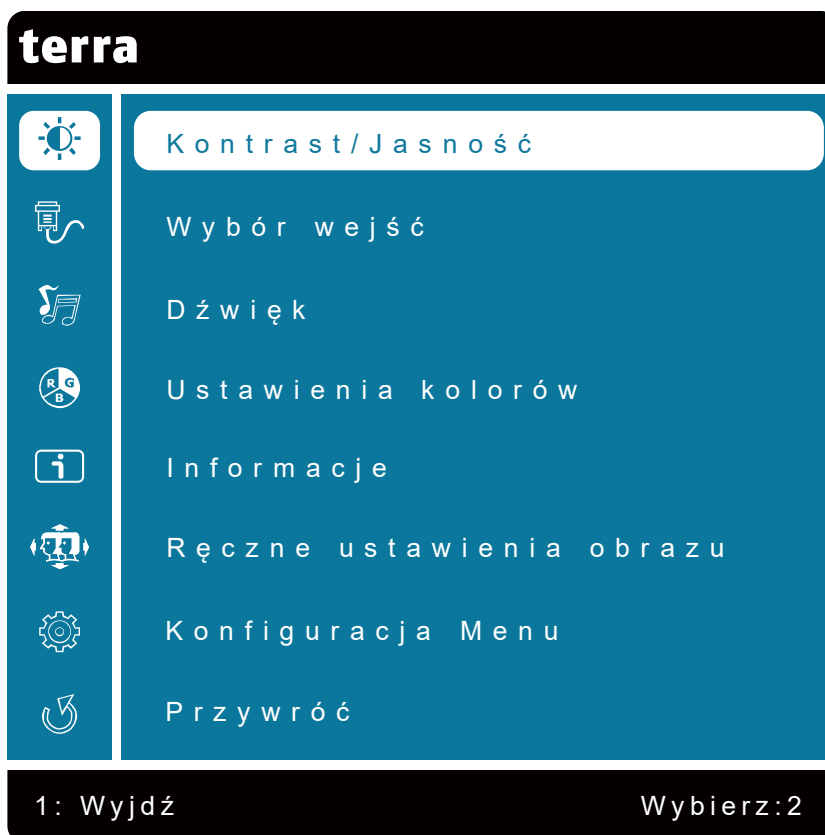 terra
Kontrast/Jasność
Wybór wejść
Dźwięk
R G B
Ustawienia kolorów
i
Informacje
Ręczne ustawienia obrazu
Konfiguracja Menu
Przywróć
1: Wyjdź
Wybierz:2